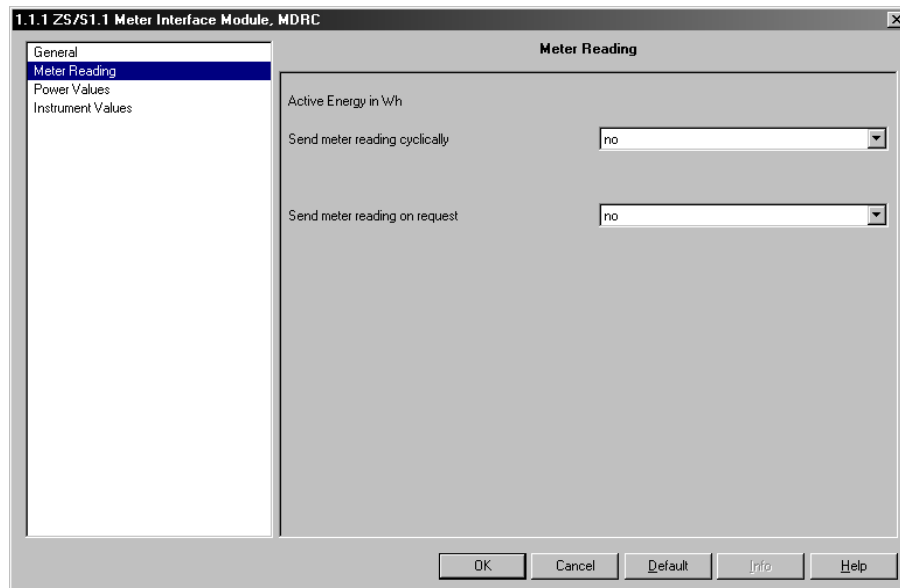 1.1.1 ZS/S1.1 Meter Interface Module, MDRC
General
Meter Reading
Power Values
Instrument Values
Meter Reading
Active Energy in Wh
Send meter reading cyclically no
Send meter reading on request no
OK Cancel Default Info Help